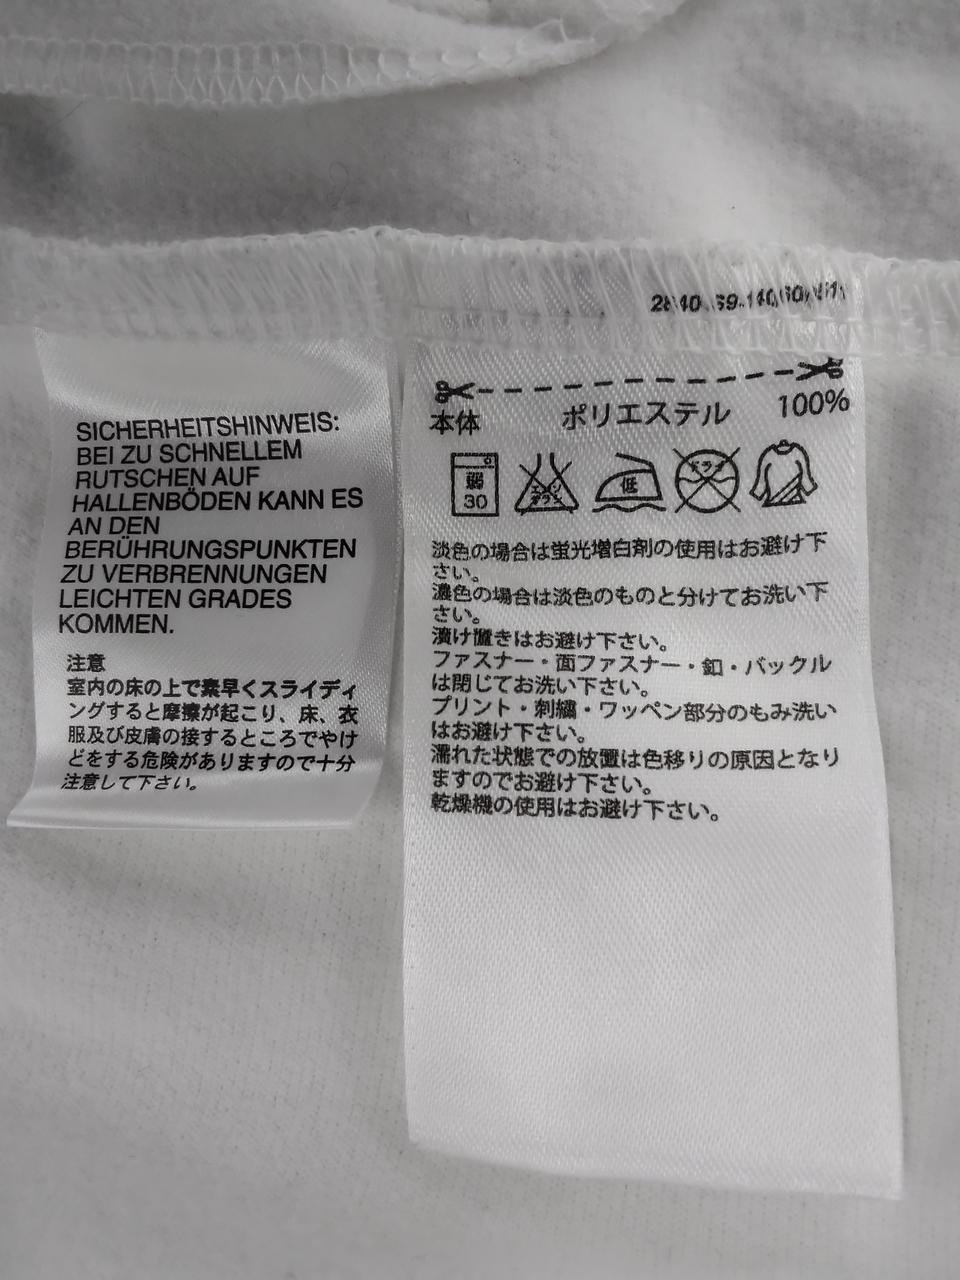 SICHERHEITSHINWEIS:
BEI ZU SCHNELLEM
RUTSCHEN AUF
HALLENBÖDEN KANN ES
AN DEN
BERÜHRUNGSPUNKTEN
ZU VERBRENNUNGEN
LEICHTEN GRADES
KOMMEN.
注意
室内の床の上で素早くスライディ
ングすると摩擦が起こり、床、衣
服及び皮膚の接するところでやけ
どをする危険がありますので十分
注意して下さい。
本体 ポリエステル 100%
弱
30
低
ドライ
淡色の場合は蛍光増白剤の使用はお避け下
さい。
濃色の場合は淡色のものと分けてお洗い下
さい。
漬け置きはお避け下さい。
ファスナー・面ファスナー・釦・バックル
は閉じてお洗い下さい。
プリント・刺繍・ワッペン部分のもみ洗い
はお避け下さい。
濡れた状態での放置は色移りの原因となり
ますのでお避け下さい。
乾燥機の使用はお避け下さい。